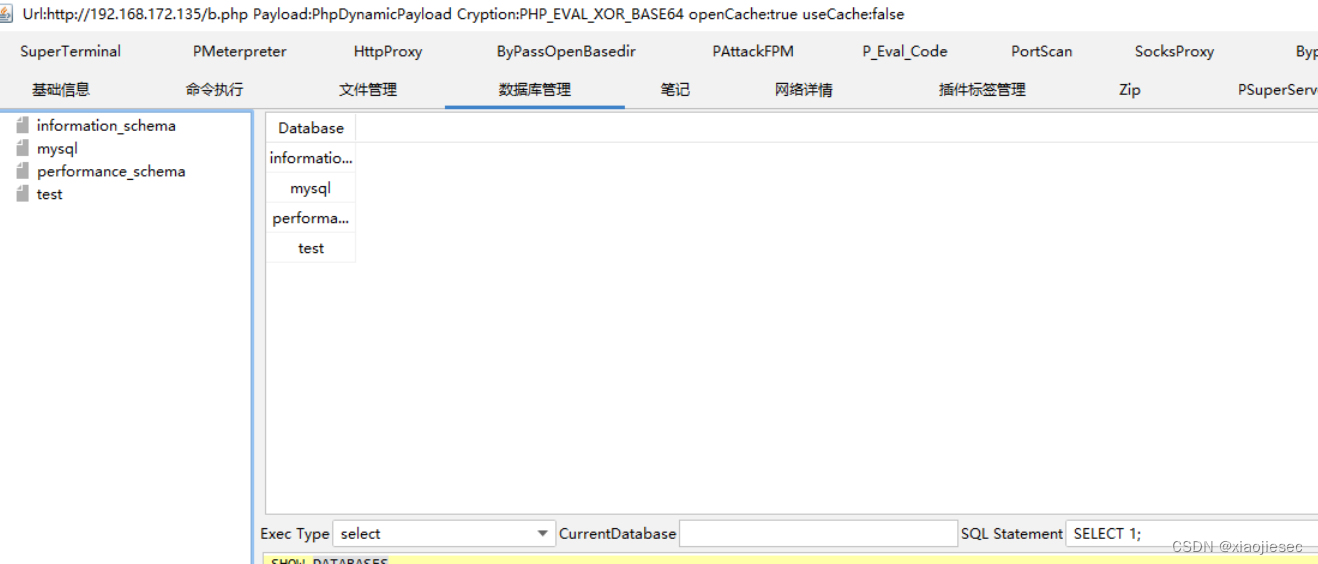 Url:http://192.168.172.135/b.php Payload:PhpDynamicPayload Cryption:PHP_EVAL_XOR_BASE64 openCache:true useCache:false
SuperTerminal PMeterpreter HttpProxy ByPassOpenBasedir PAttackFPM P_Eval_Code PortScan SocksProxy Byp
基础信息 命令执行 文件管理 数据库管理 笔记 网络详情 插件标签管理 Zip PSuperServ
information_schema
mysql
performance_schema
test
Database
informatio...
mysql
performa...
test
Exec Type select CurrentDatabase SQL Statement SELECT 1;
SHOW DATABASES
CSDN @xiaojiesec